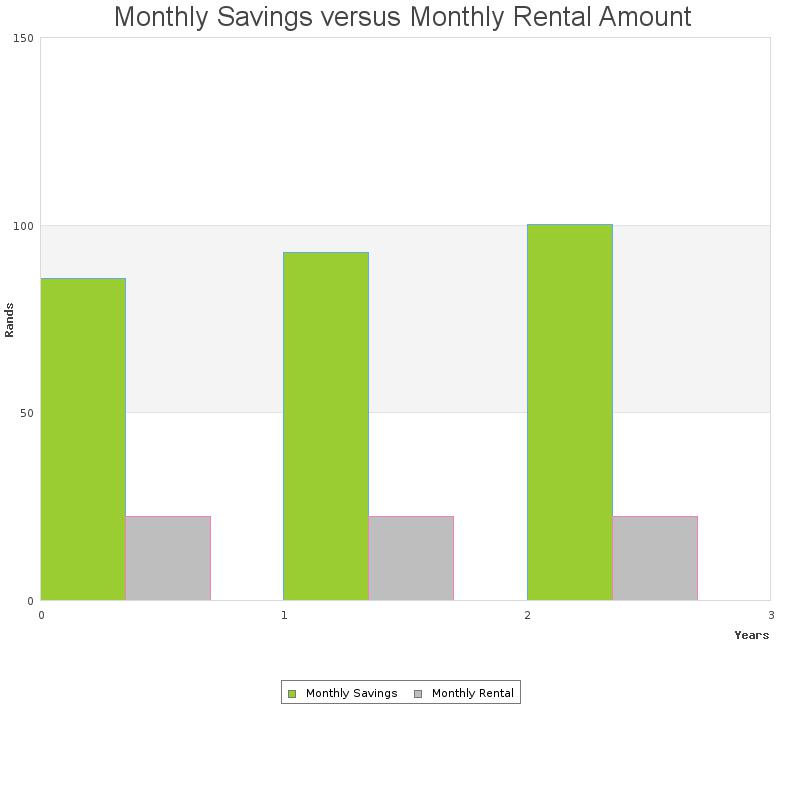 Monthly Savings versus Monthly Rental Amount
150
100
Rands
50
0
0 1 2 3
Years
Monthly Savings Monthly Rental